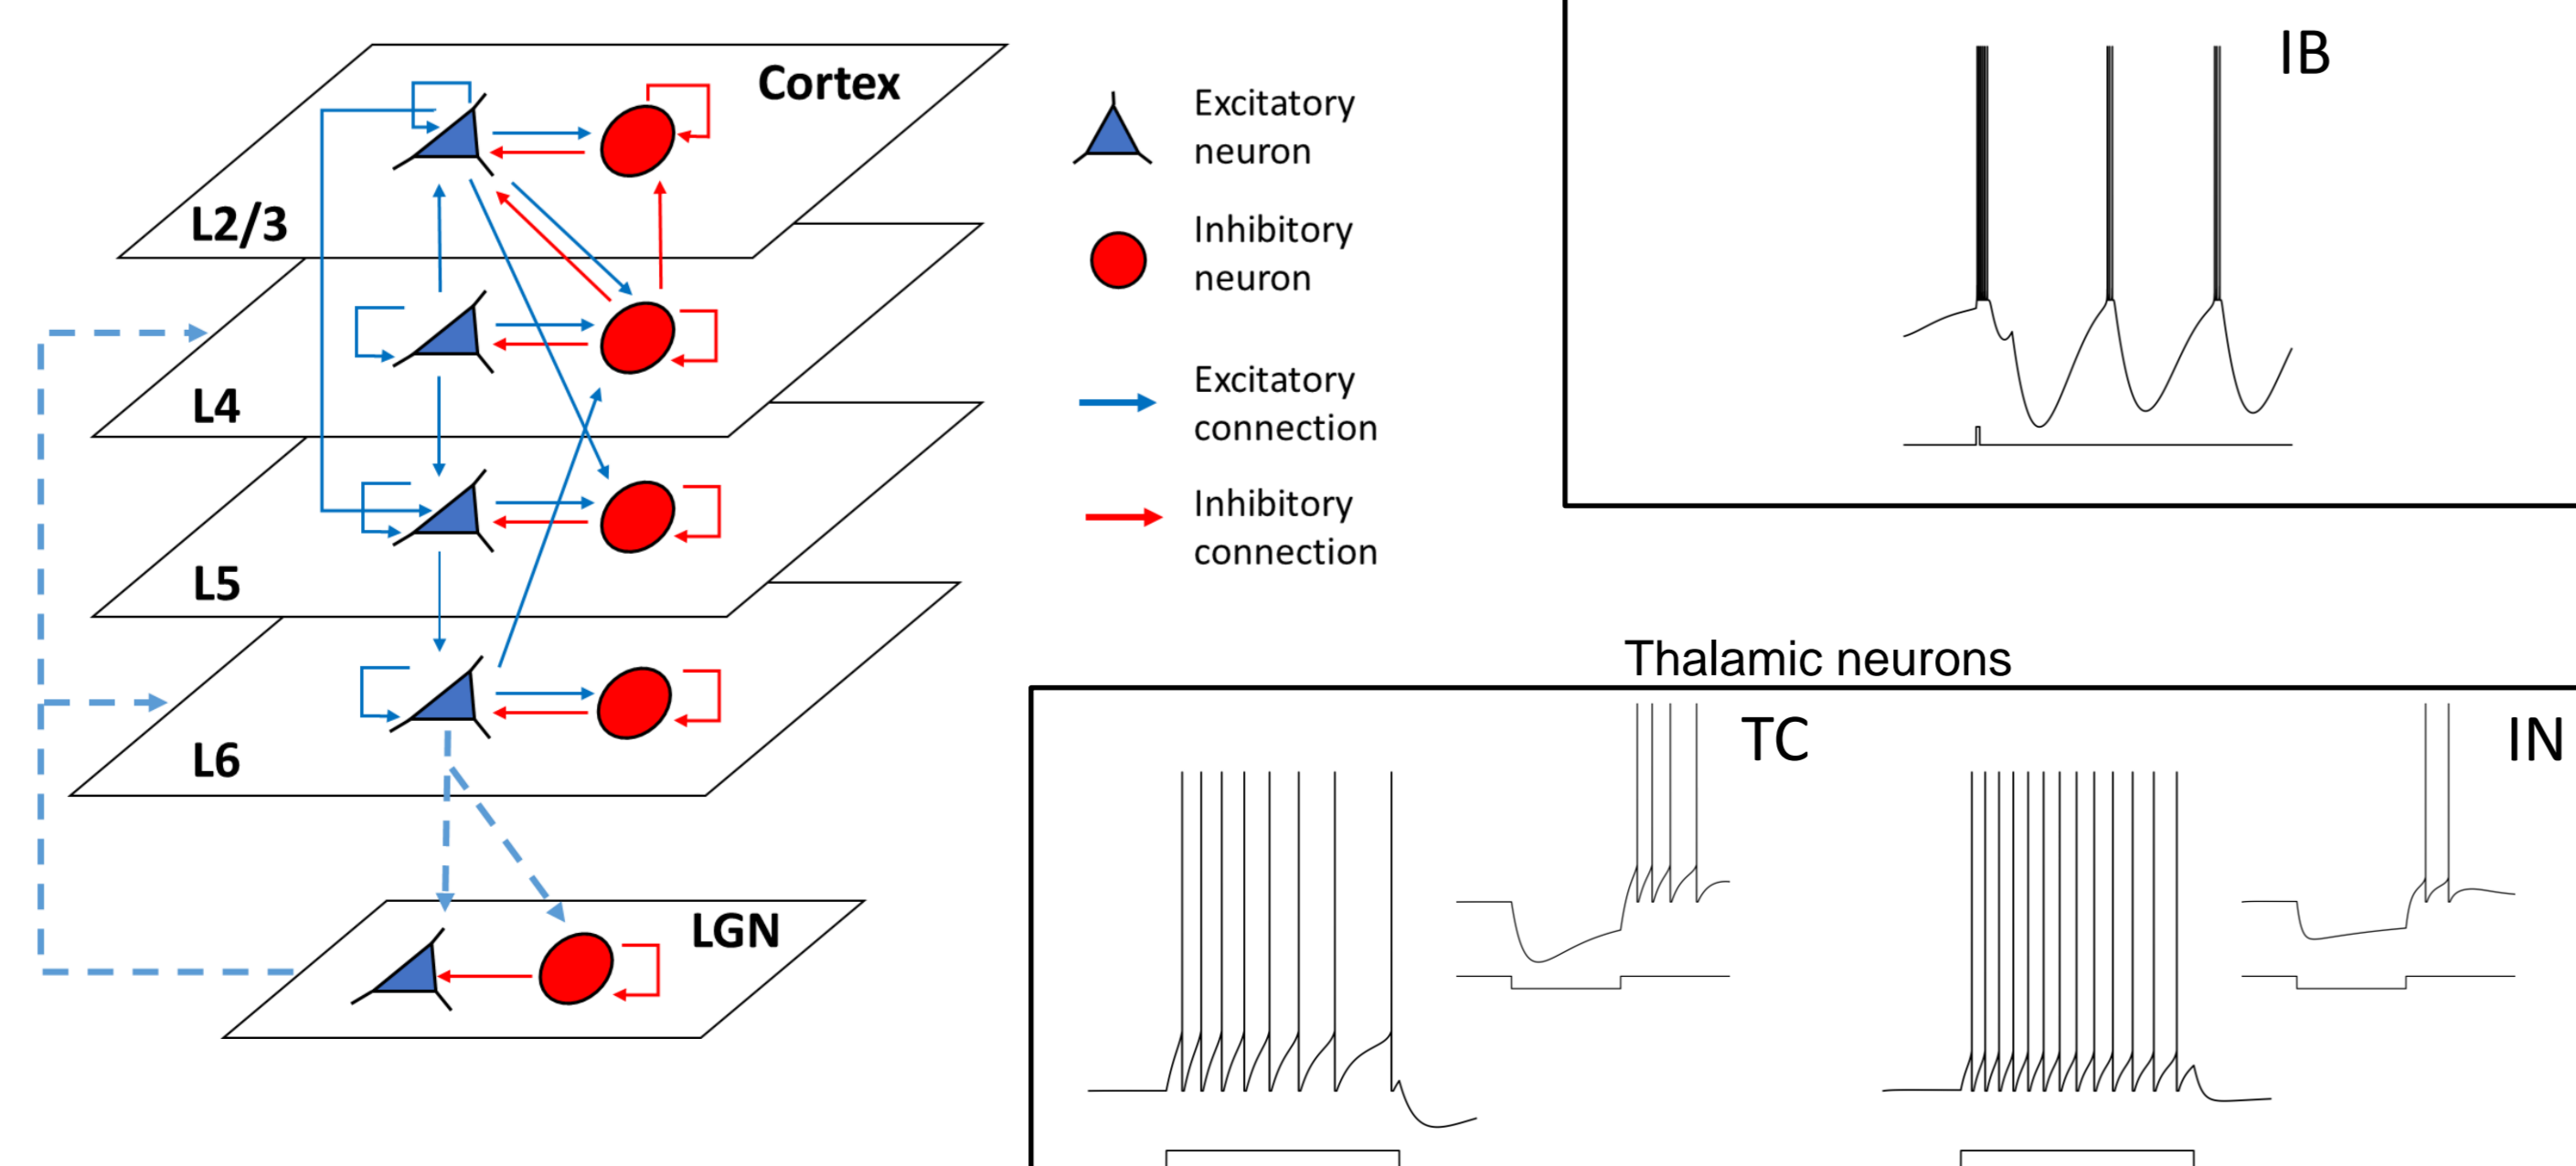 Cortex
L2/3
L4
L5
L6
LGN
Excitatory
neuron
Inhibitory
neuron
Excitatory
connection
Inhibitory
connection
IB
Thalamic neurons
TC
IN